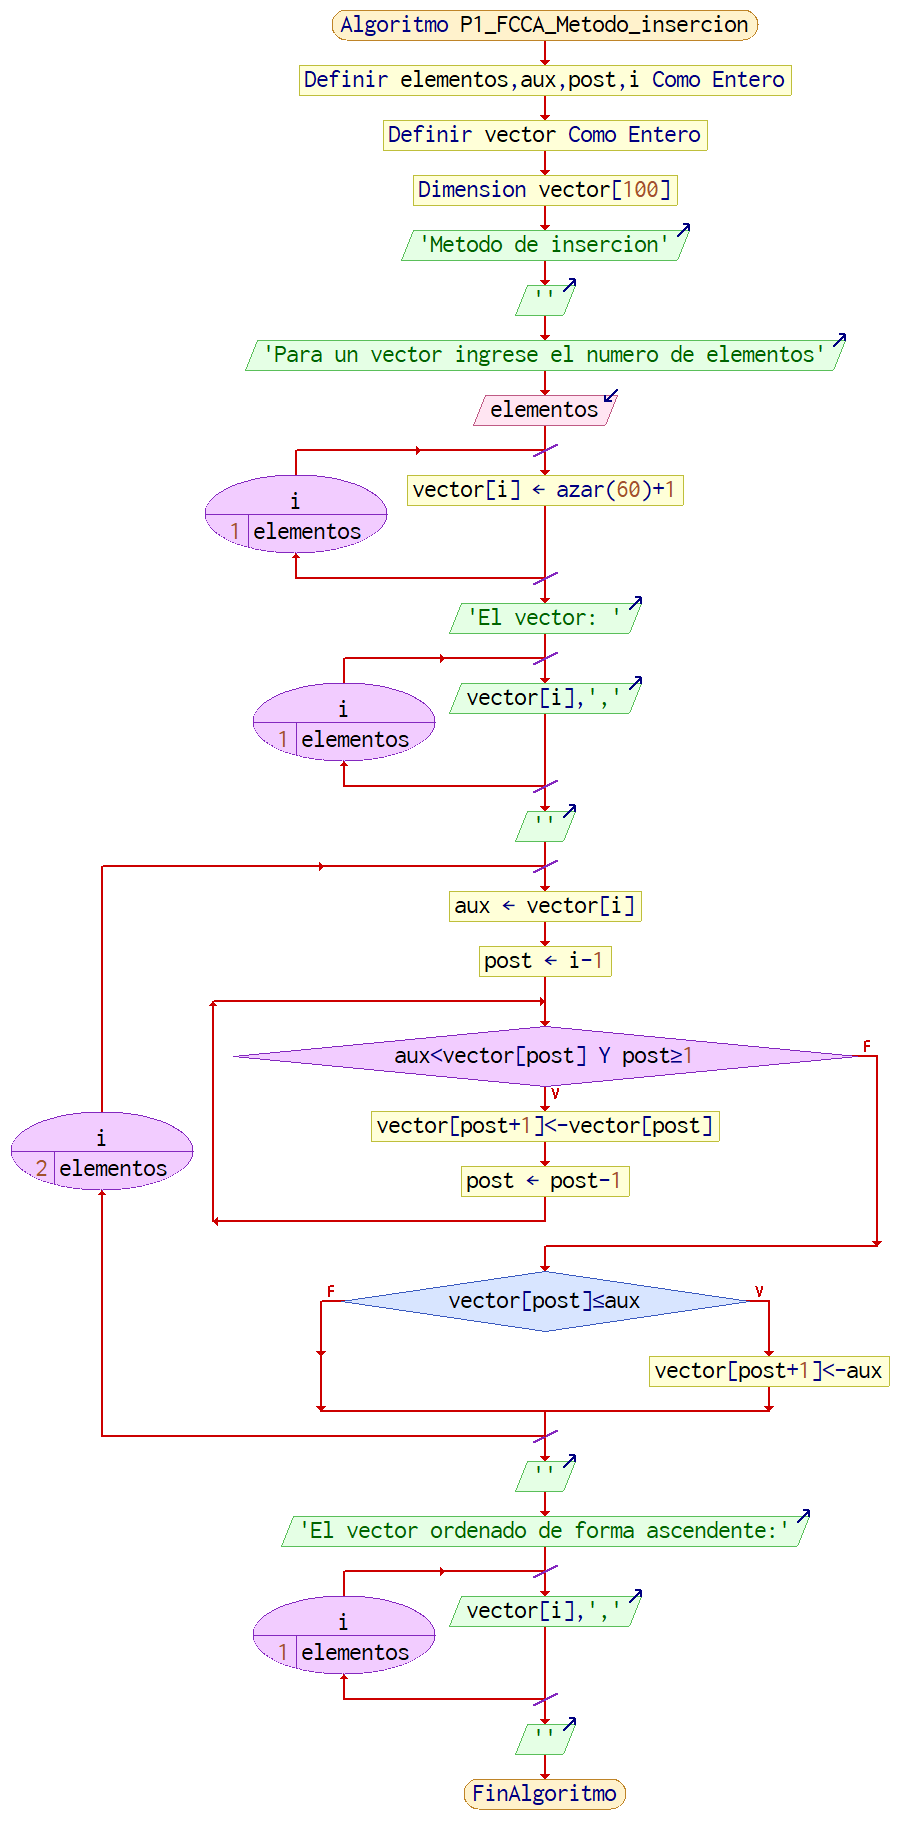 Algoritmo P1_FCCA_Metodo_insercion
Definir elementos,aux,post,i Como Entero
Definir vector Como Entero
Dimension vector[100]
'Metodo de insercion'
''
'Para un vector ingrese el numero de elementos'
elementos
vector[i] ← azar(60)+1
i
1 elementos
'El vector: '
vector[i],','
i
1 elementos
''
aux ← vector[i]
post ← i-1
aux<vector[post] Y post≥1
F
V
vector[post+1]<-vector[post]
i
2 elementos
post ← post-1
vector[post]≤aux
F
V
vector[post+1]<-aux
''
'El vector ordenado de forma ascendente:'
vector[i],','
i
1 elementos
''
FinAlgoritmo